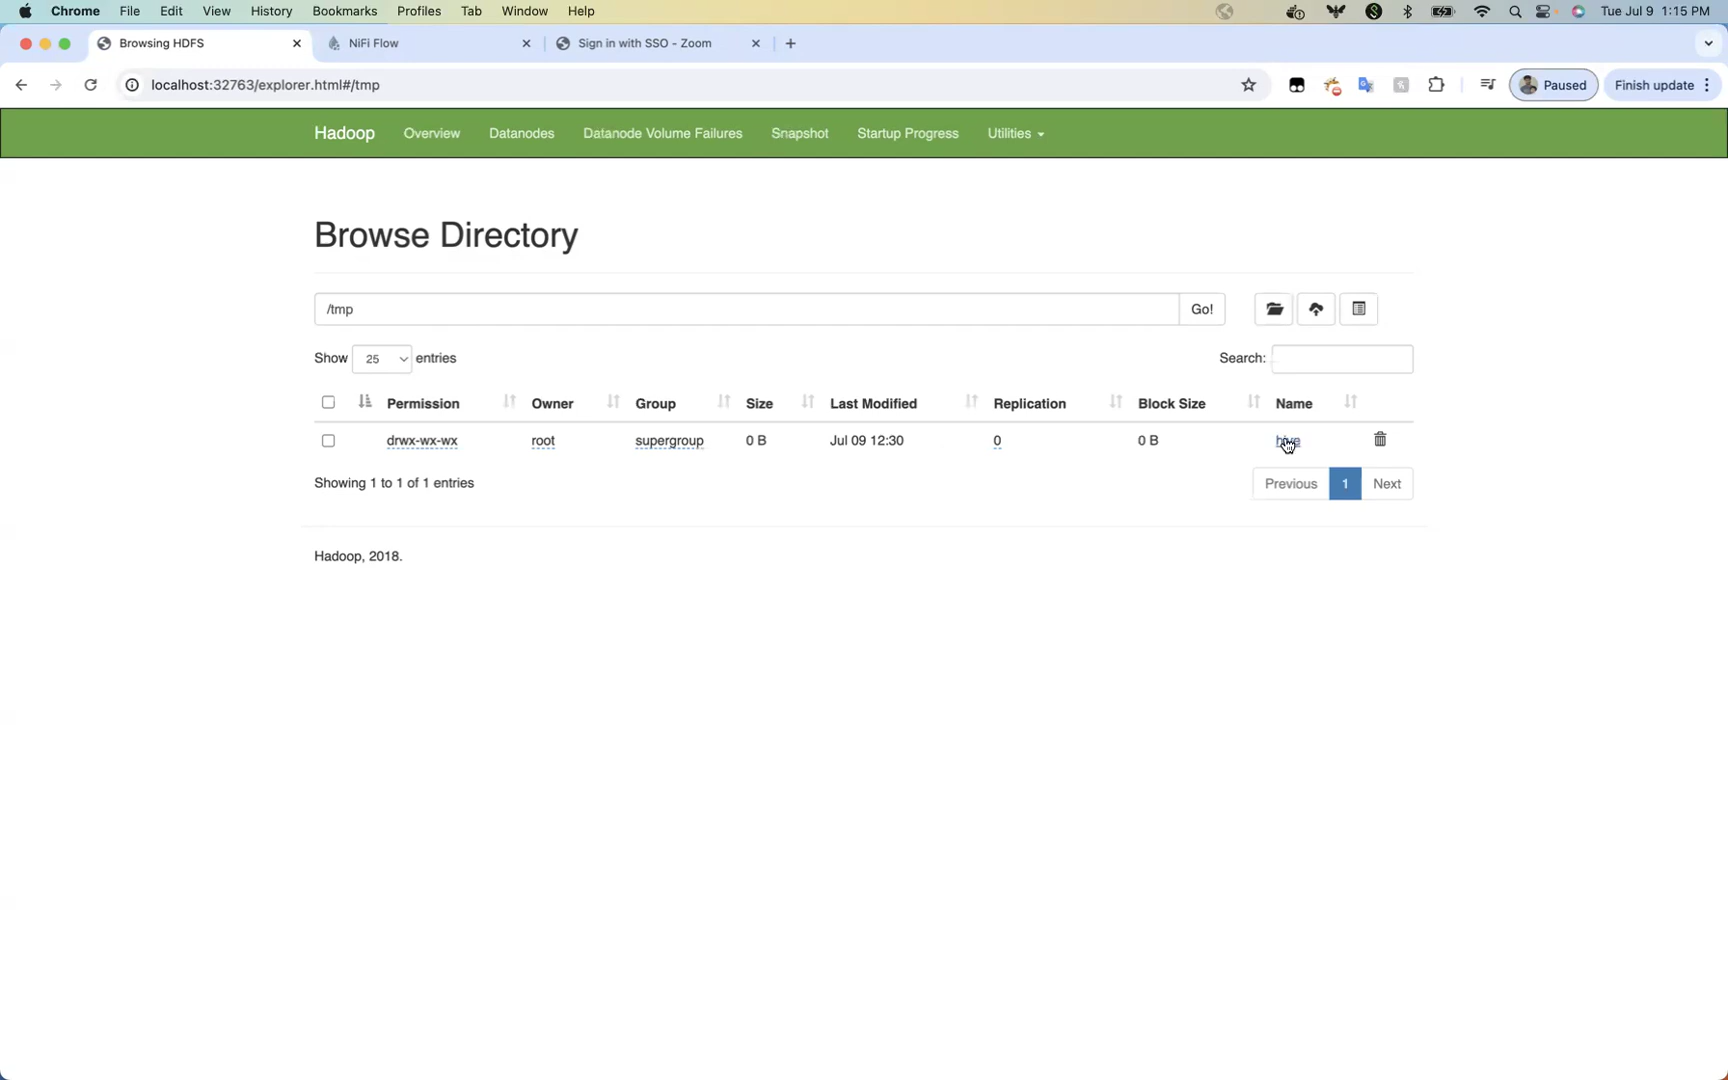 Chrome File Edit View History Bookmarks Profiles Tab Window Help Tue Jul 9 1:15 PM
Browsing HDFS NiFi Flow Sign in with SSO - Zoom
localhost:32763/explorer.html#/tmp Paused Finish update
Hadoop Overview Datanodes Datanode Volume Failures Snapshot Startup Progress Utilities
Browse Directory
/tmp Go!
Show 25 entries Search:
Permission Owner Group Size Last Modified Replication Block Size Name
drwx-wx-wx root supergroup 0 B Jul 09 12:30 0 0 B hive
Showing 1 to 1 of 1 entries Previous 1 Next
Hadoop, 2018.